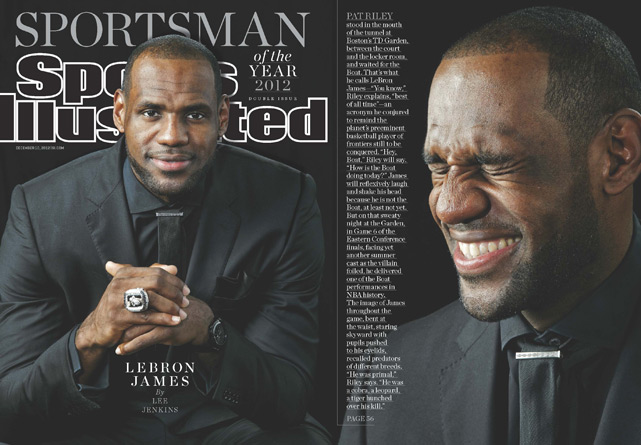 SPORTSMAN
of the
YEAR
2012
DOUBLE ISSUE
Sports
Illustrated
LEBRON
JAMES
By
LEE
JENKINS
PAT RILEY
stood in the mouth
of the tunnel at
Boston's TD Garden,
between the court
and the locker room,
and waited for the
Boat. That's what
he calls LeBron
James—"You know,"
Riley explains, "best
of all time"—an
acronym he conjured
to remind the
planet's preeminent
basketball player of
frontiers still to be
conquered. "Hey,
Boat," Riley will say.
"How is the Boat
doing today?" James
will reflexively laugh
and shake his head
because he is not the
Boat, at least not yet.
But on that sweaty
night at the Garden,
in Game 6 of the
Eastern Conference
finals, facing yet
another summer
cast as the villain
foiled, he delivered
one of the Boat
performances in
NBA history.
The image of James
throughout the
game, bent at
the waist, staring
skyward with
pupils pushed
to his eyelids,
recalled predators
of different breeds.
"He was primal,"
Riley says. "He was
a cobra, a leopard,
a tiger hunched
over his kill."
PAGE 56